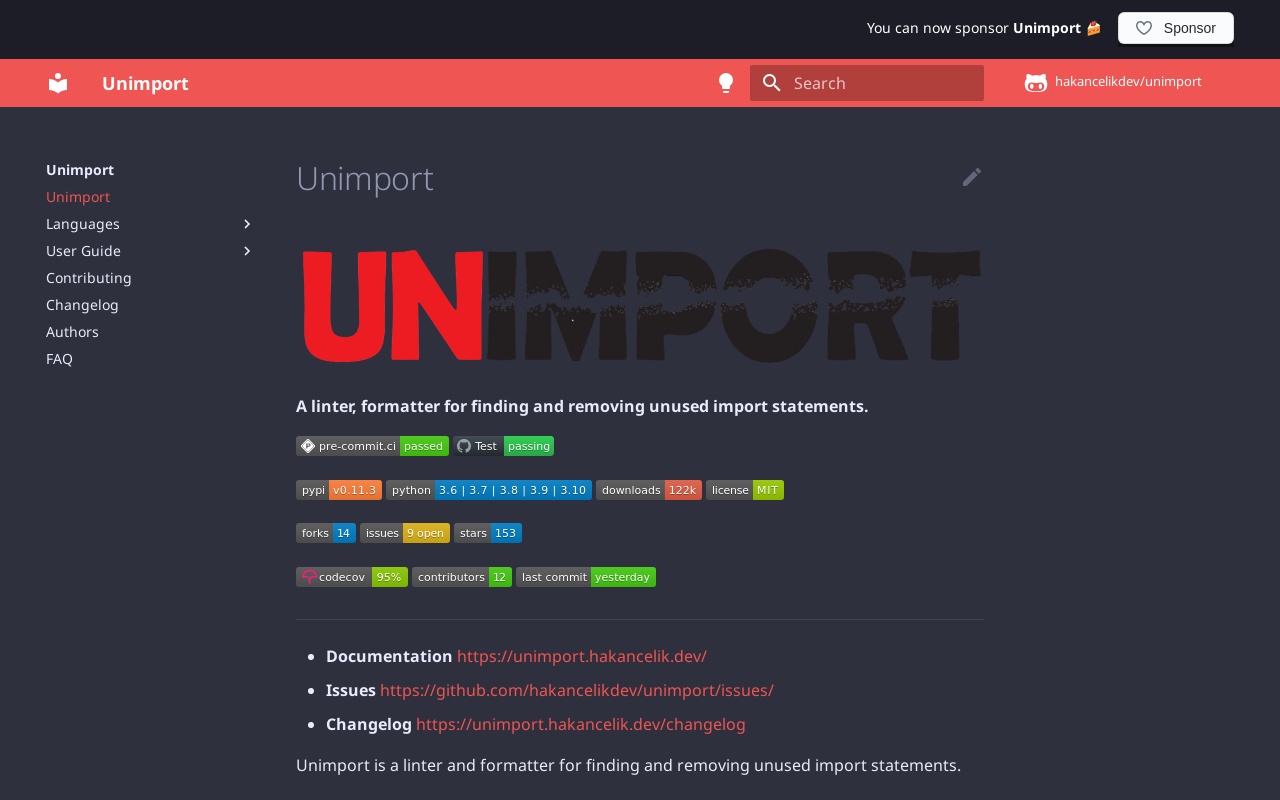 You can now sponsor Unimport 🍰 Sponsor
Unimport Search hakancelikdev/unimport
Unimport
Unimport
Languages
User Guide
Contributing
Changelog
Authors
FAQ
Unimport
UNIMPORT
A linter, formatter for finding and removing unused import statements.
pre-commit.ci passed Test passing
pypi v0.11.3 python 3.6 | 3.7 | 3.8 | 3.9 | 3.10 downloads 122k license MIT
forks 14 issues 9 open stars 153
codecov 95% contributors 12 last commit yesterday
Documentation https://unimport.hakancelik.dev/
Issues https://github.com/hakancelikdev/unimport/issues/
Changelog https://unimport.hakancelik.dev/changelog
Unimport is a linter and formatter for finding and removing unused import statements.